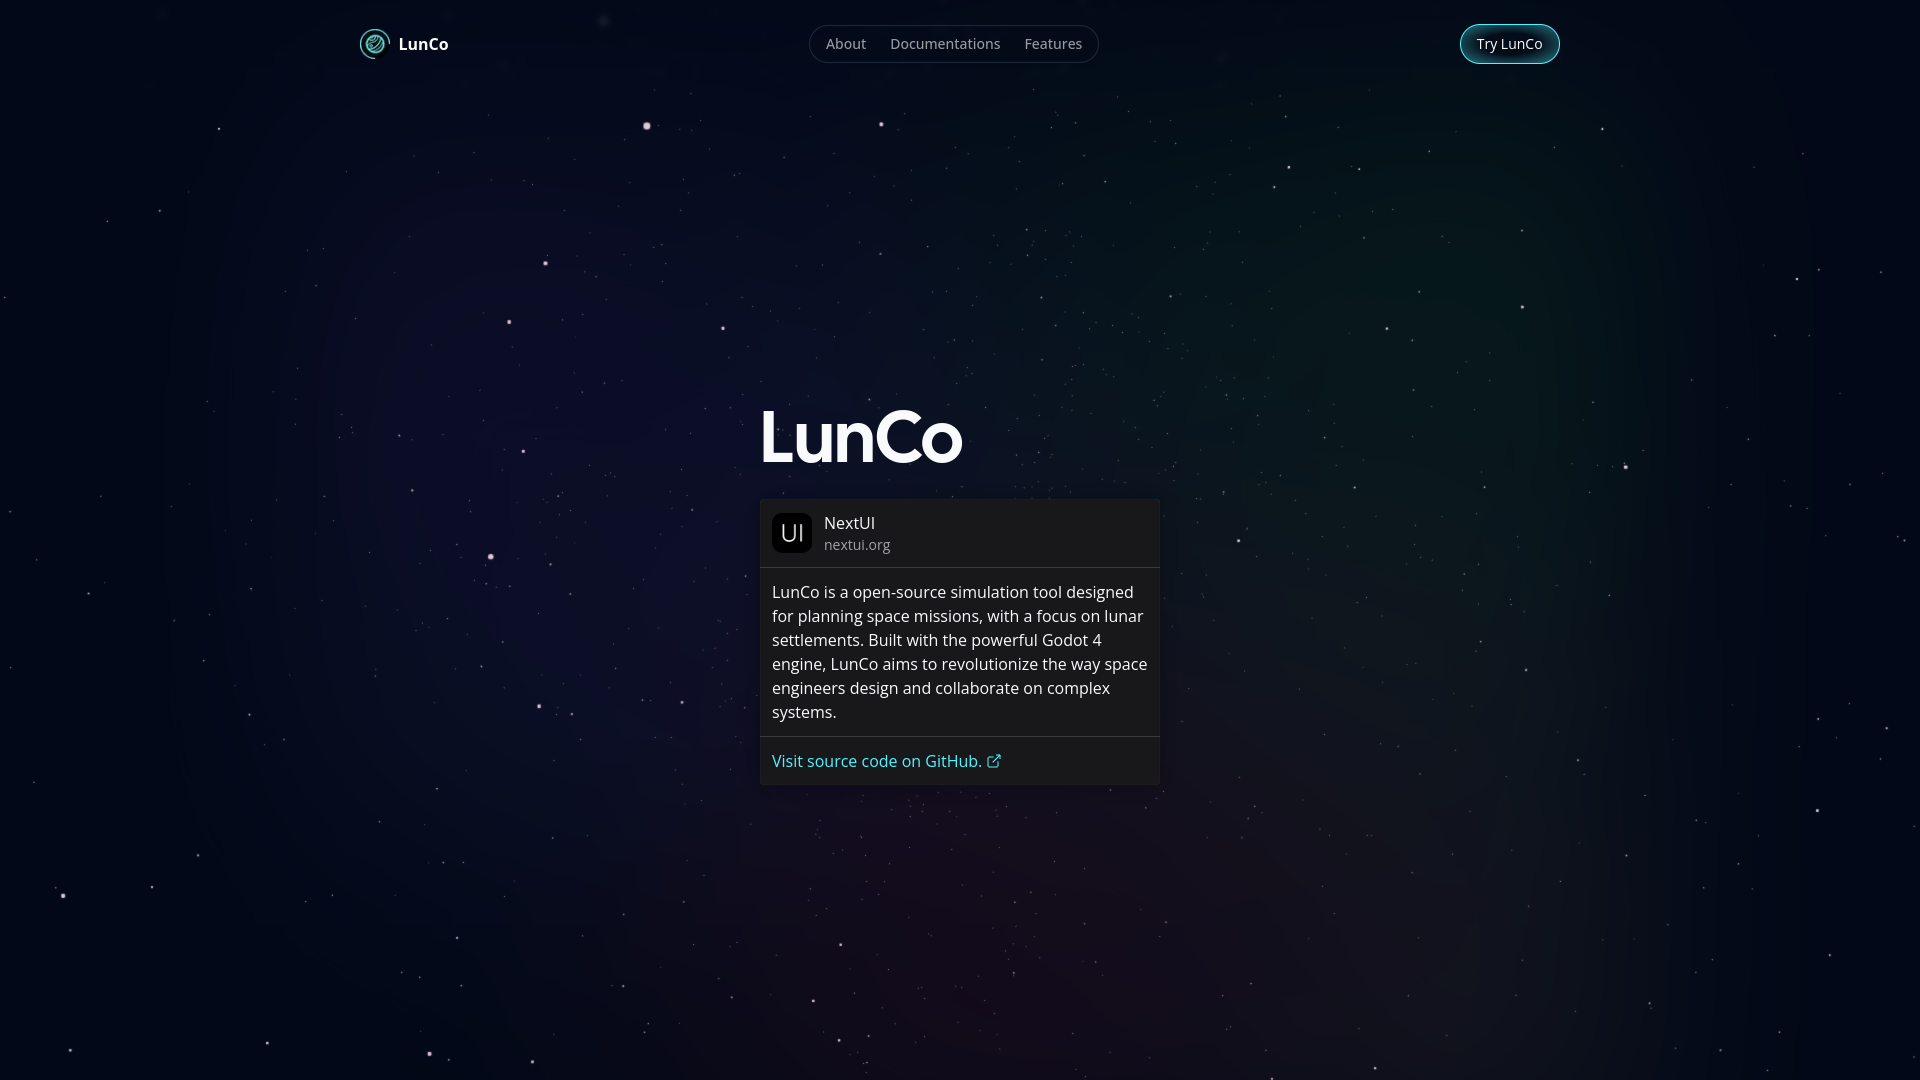 LunCo
About
Documentations
Features
Try LunCo
LunCo
UI
NextUI
nextui.org
LunCo is a open-source simulation tool designed
for planning space missions, with a focus on lunar
settlements. Built with the powerful Godot 4
engine, LunCo aims to revolutionize the way space
engineers design and collaborate on complex
systems.
Visit source code on GitHub.